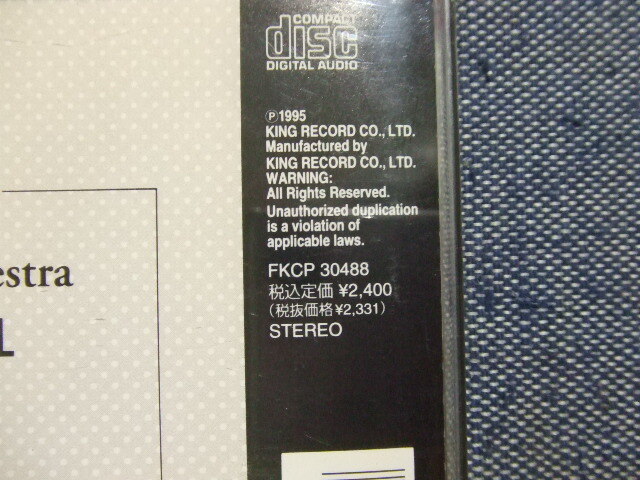 COMPACT
disc
DIGITAL AUDIO
℗1995
KING RECORD CO., LTD.
Manufactured by
KING RECORD CO., LTD.
WARNING:
All Rights Reserved.
Unauthorized duplication
is a violation of
applicable laws.
FKCP 30488
税込定価 ¥2,400
(税抜価格¥2,331)
STEREO
estra